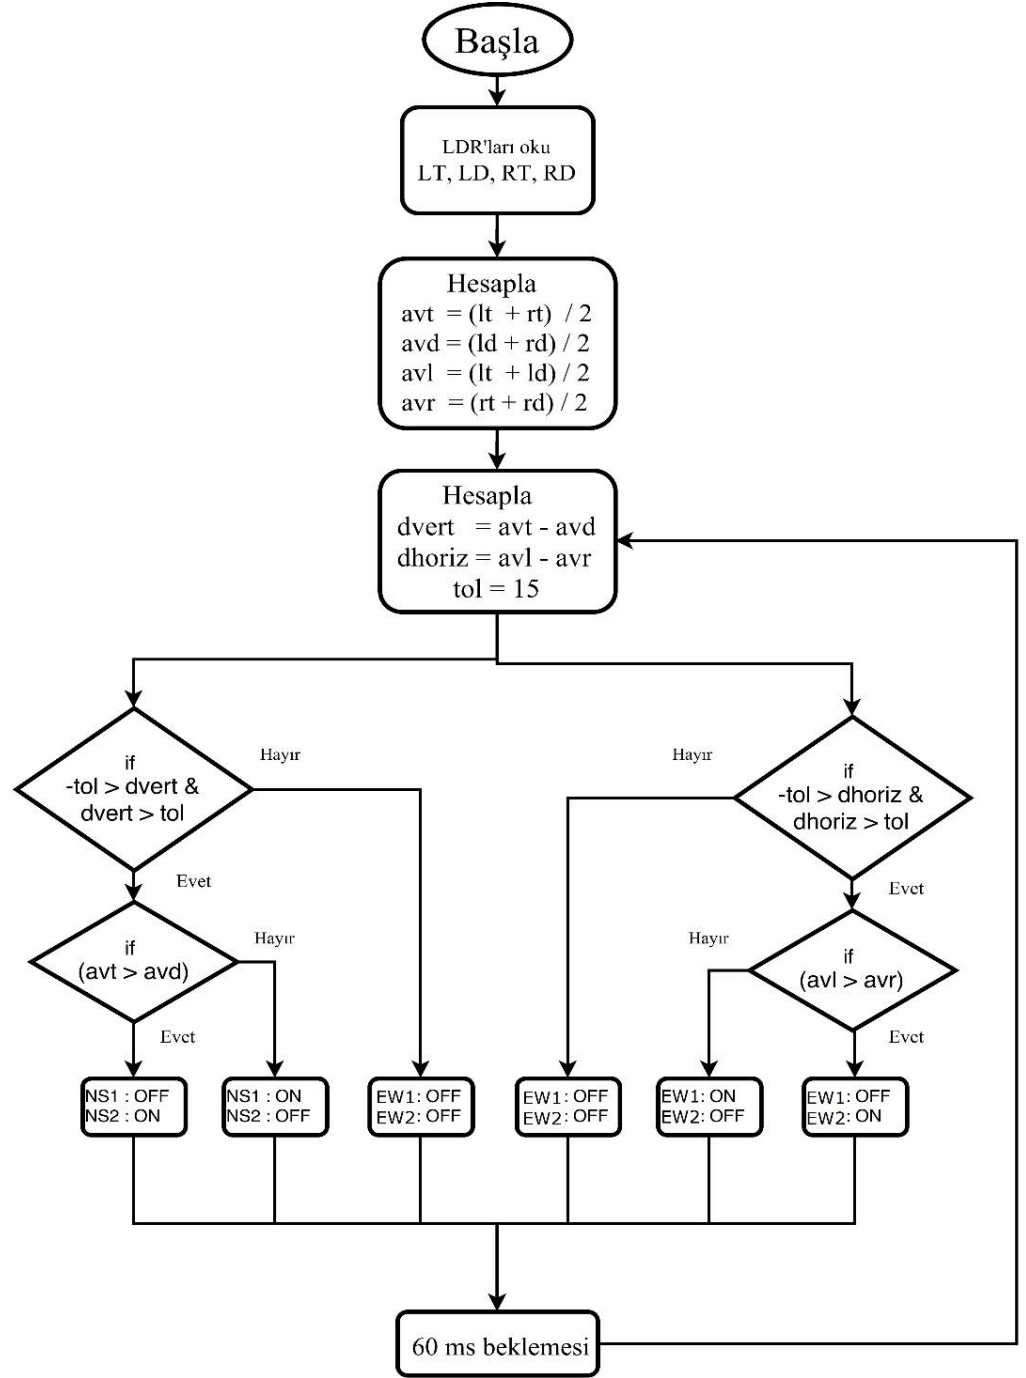 Başla
LDR'ları oku
LT, LD, RT, RD
Hesapla
avt = (lt + rt) / 2
avd = (ld + rd) / 2
avl = (lt + ld) / 2
avr = (rt + rd) / 2
Hesapla
dvert = avt - avd
dhoriz = avl - avr
tol = 15
if
-tol > dvert &
dvert > tol
Hayır
Hayır
if
-tol > dhoriz &
dhoriz > tol
Evet
Evet
if
(avt > avd)
Hayır
Hayır
if
(avl > avr)
Evet
Evet
NS1 : OFF
NS2 : ON
NS1 : ON
NS2 : OFF
EW1: OFF
EW2: OFF
EW1: OFF
EW2: OFF
EW1: ON
EW2: OFF
EW1: OFF
EW2: ON
60 ms beklemesi